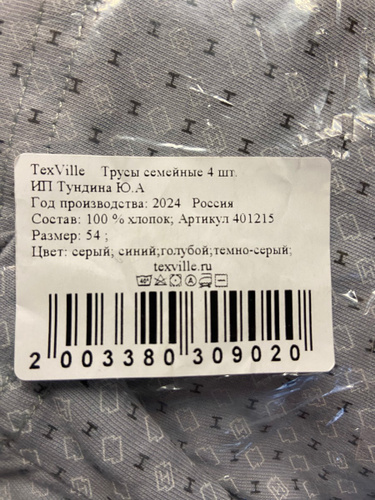 TexVille Трусы семейные 4 шт.
ИП Тундина Ю.А
Год производства: 2024 Россия
Состав: 100 % хлопок; Артикул 401215
Размер: 54 ;
Цвет: серый; синий;голубой;темно-серый;
texville.ru
2 003380 309020